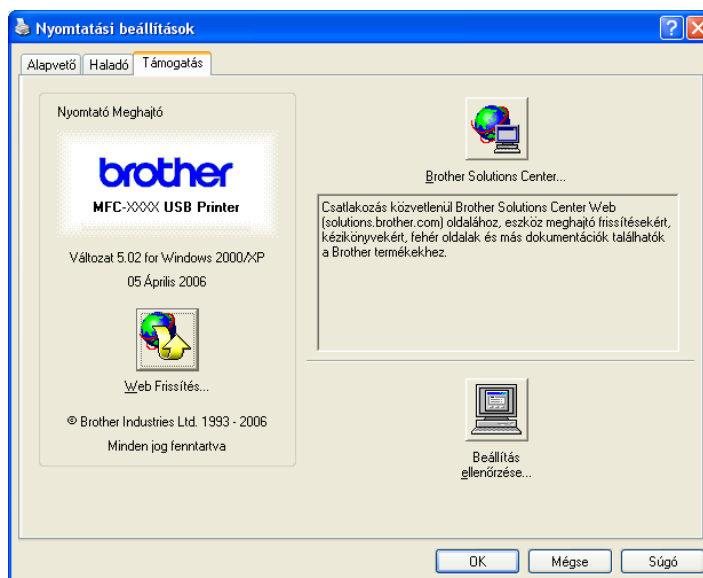 Nyomtatási beállítások
Alapvető Haladó Támogatás
Nyomtató Meghajtó
brother
MFC-XXXX USB Printer
Változat 5.02 for Windows 2000/XP
05 Április 2006
Web Frissítés...
© Brother Industries Ltd. 1993 - 2006
Minden jog fenntartva
Brother Solutions Center...
Csatlakozás közvetlenül Brother Solutions Center Web
(solutions.brother.com) oldalához, eszköz meghajtó frissítésekért,
kézikönyvekért, fehér oldalak és más dokumentációk találhatók
a Brother termékekhez.
Beállítás
ellenőrzése...
OK Mégse Súgó